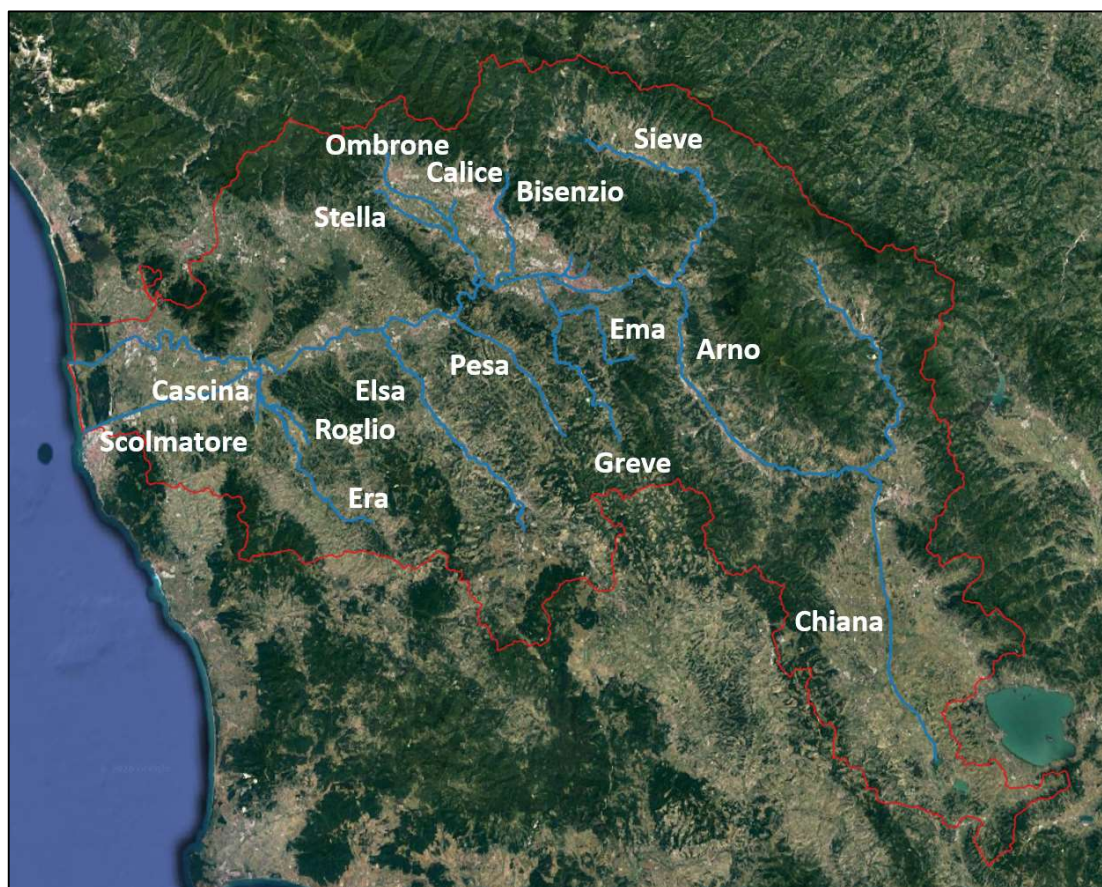 Sieve
Ombrone
Calice
Bisenzio
Stella
Ema
Arno
Pesa
Cascina
Elsa
Roglio
Scolmatore
Greve
Era
Chiana